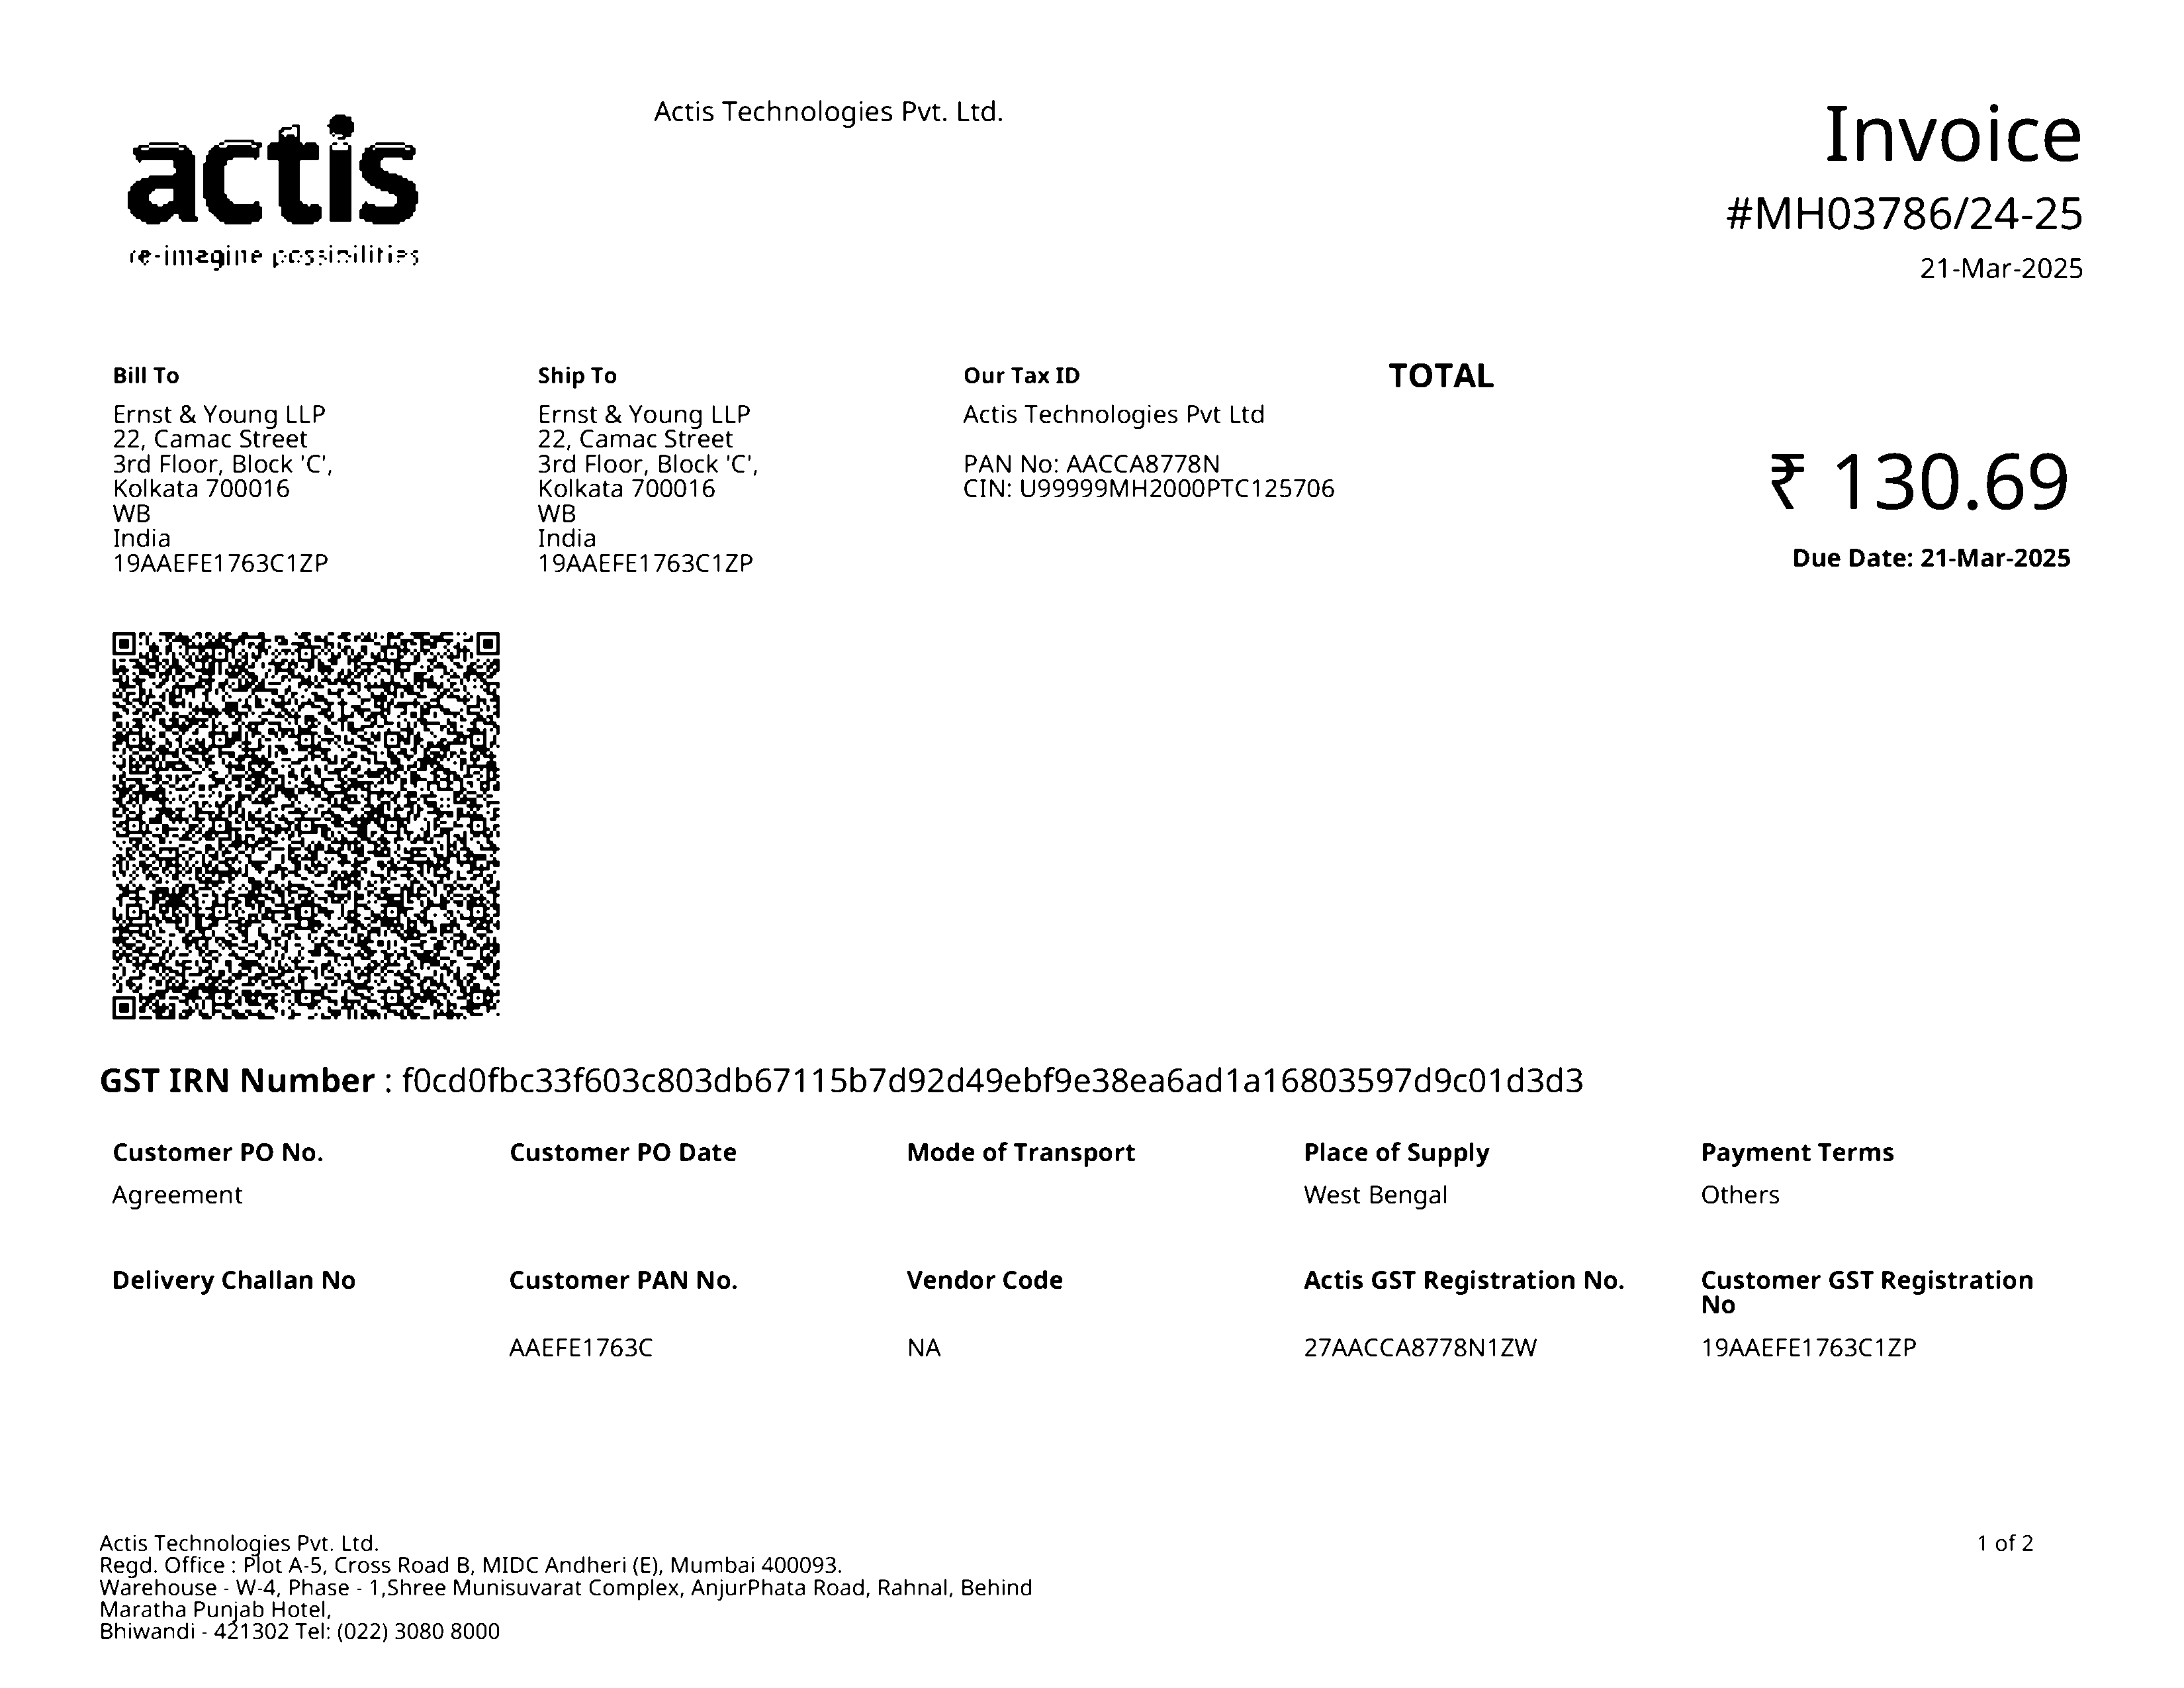 actis
re-imagine possibilities
Actis Technologies Pvt. Ltd.
Invoice
#MH03786/24-25
21-Mar-2025
Bill To
Ernst & Young LLP
22, Camac Street
3rd Floor, Block 'C',
Kolkata 700016
WB
India
19AAEFE1763C1ZP
Ship To
Ernst & Young LLP
22, Camac Street
3rd Floor, Block 'C',
Kolkata 700016
WB
India
19AAEFE1763C1ZP
Our Tax ID
Actis Technologies Pvt Ltd
PAN No: AACCA8778N
CIN: U99999MH2000PTC125706
TOTAL
₹ 130.69
Due Date: 21-Mar-2025
GST IRN Number : f0cd0fbc33f603c803db67115b7d92d49ebf9e38ea6ad1a16803597d9c01d3d3
Customer PO No.
Agreement
Customer PO Date
Mode of Transport
Place of Supply
West Bengal
Payment Terms
Others
Delivery Challan No
Customer PAN No.
AAEFE1763C
Vendor Code
NA
Actis GST Registration No.
27AACCA8778N1ZW
Customer GST Registration
No
19AAEFE1763C1ZP
Actis Technologies Pvt. Ltd.
Regd. Office : Plot A-5, Cross Road B, MIDC Andheri (E), Mumbai 400093.
Warehouse - W-4, Phase - 1,Shree Munisuvarat Complex, AnjurPhata Road, Rahnal, Behind
Maratha Punjab Hotel,
Bhiwandi - 421302 Tel: (022) 3080 8000
1 of 2